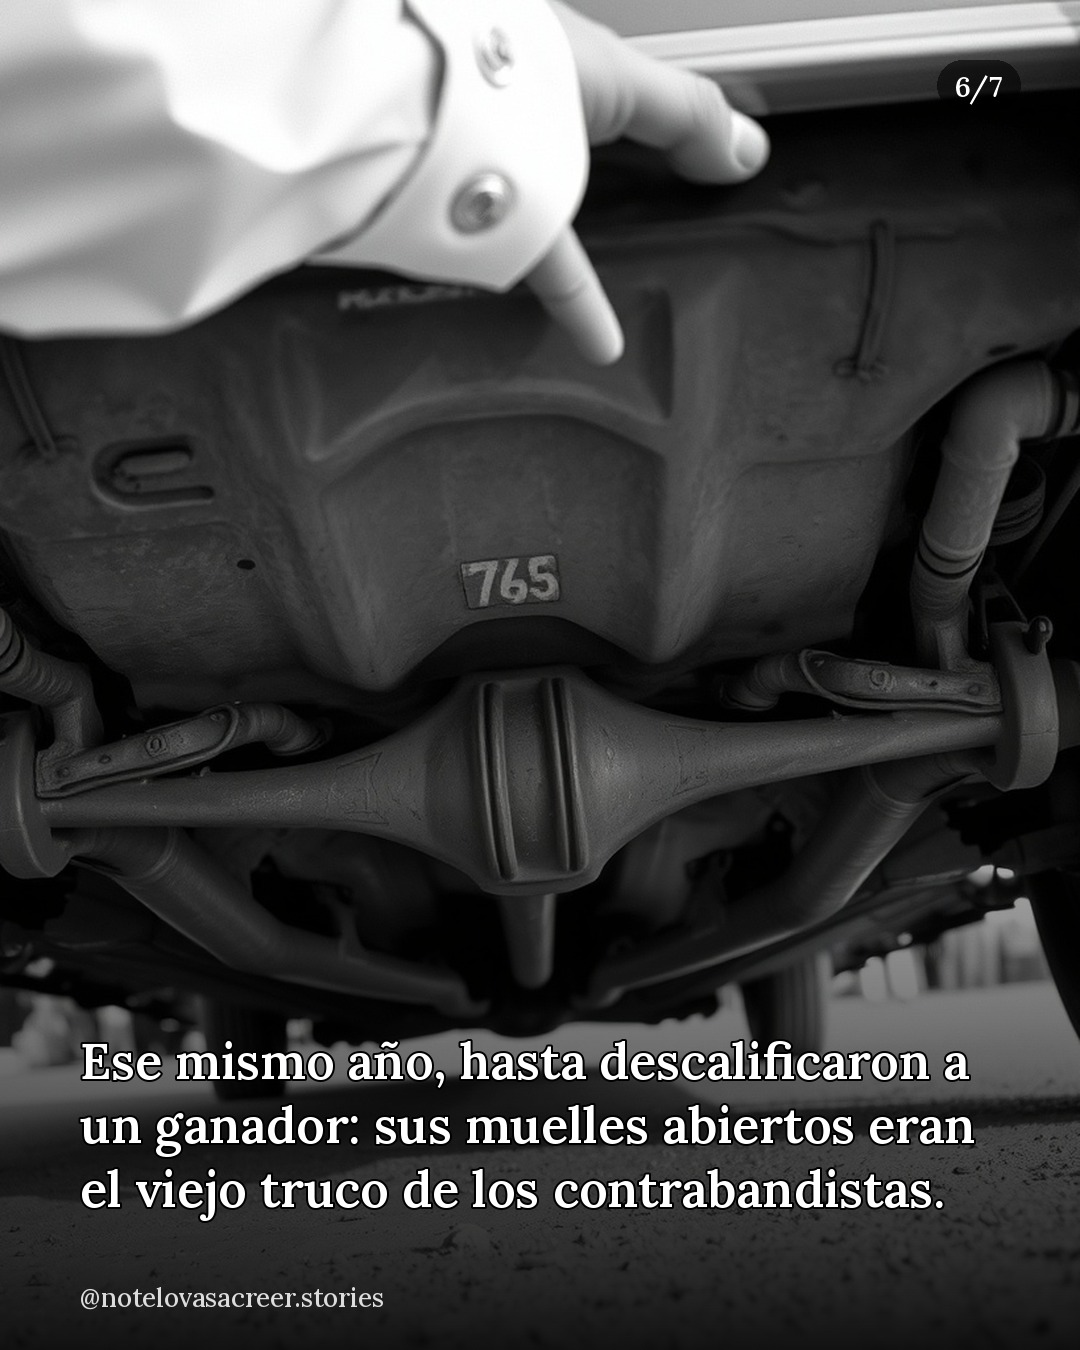 6/7
765
Ese mismo año, hasta descalificaron a
un ganador: sus muelles abiertos eran
el viejo truco de los contrabandistas.
@notelovasacreer.stories